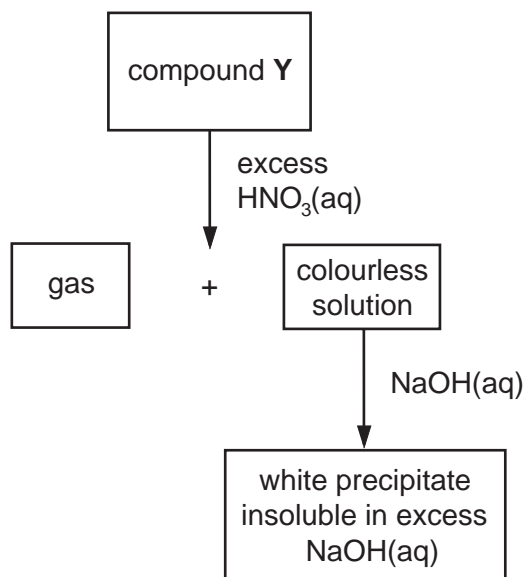 compound Y
excess
HNO₃(aq)
gas
+
colourless
solution
NaOH(aq)
white precipitate
insoluble in excess
NaOH(aq)